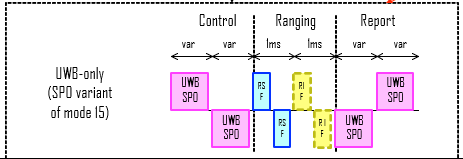 Control Ranging Report
var var 1ms 1ms var var
UWB-only
(SPO variant
of mode 15)
UWB
SPO
UWB
SPO
RS
F
RS
F
RI
F
RI
F
UWB
SPO
UWB
SPO